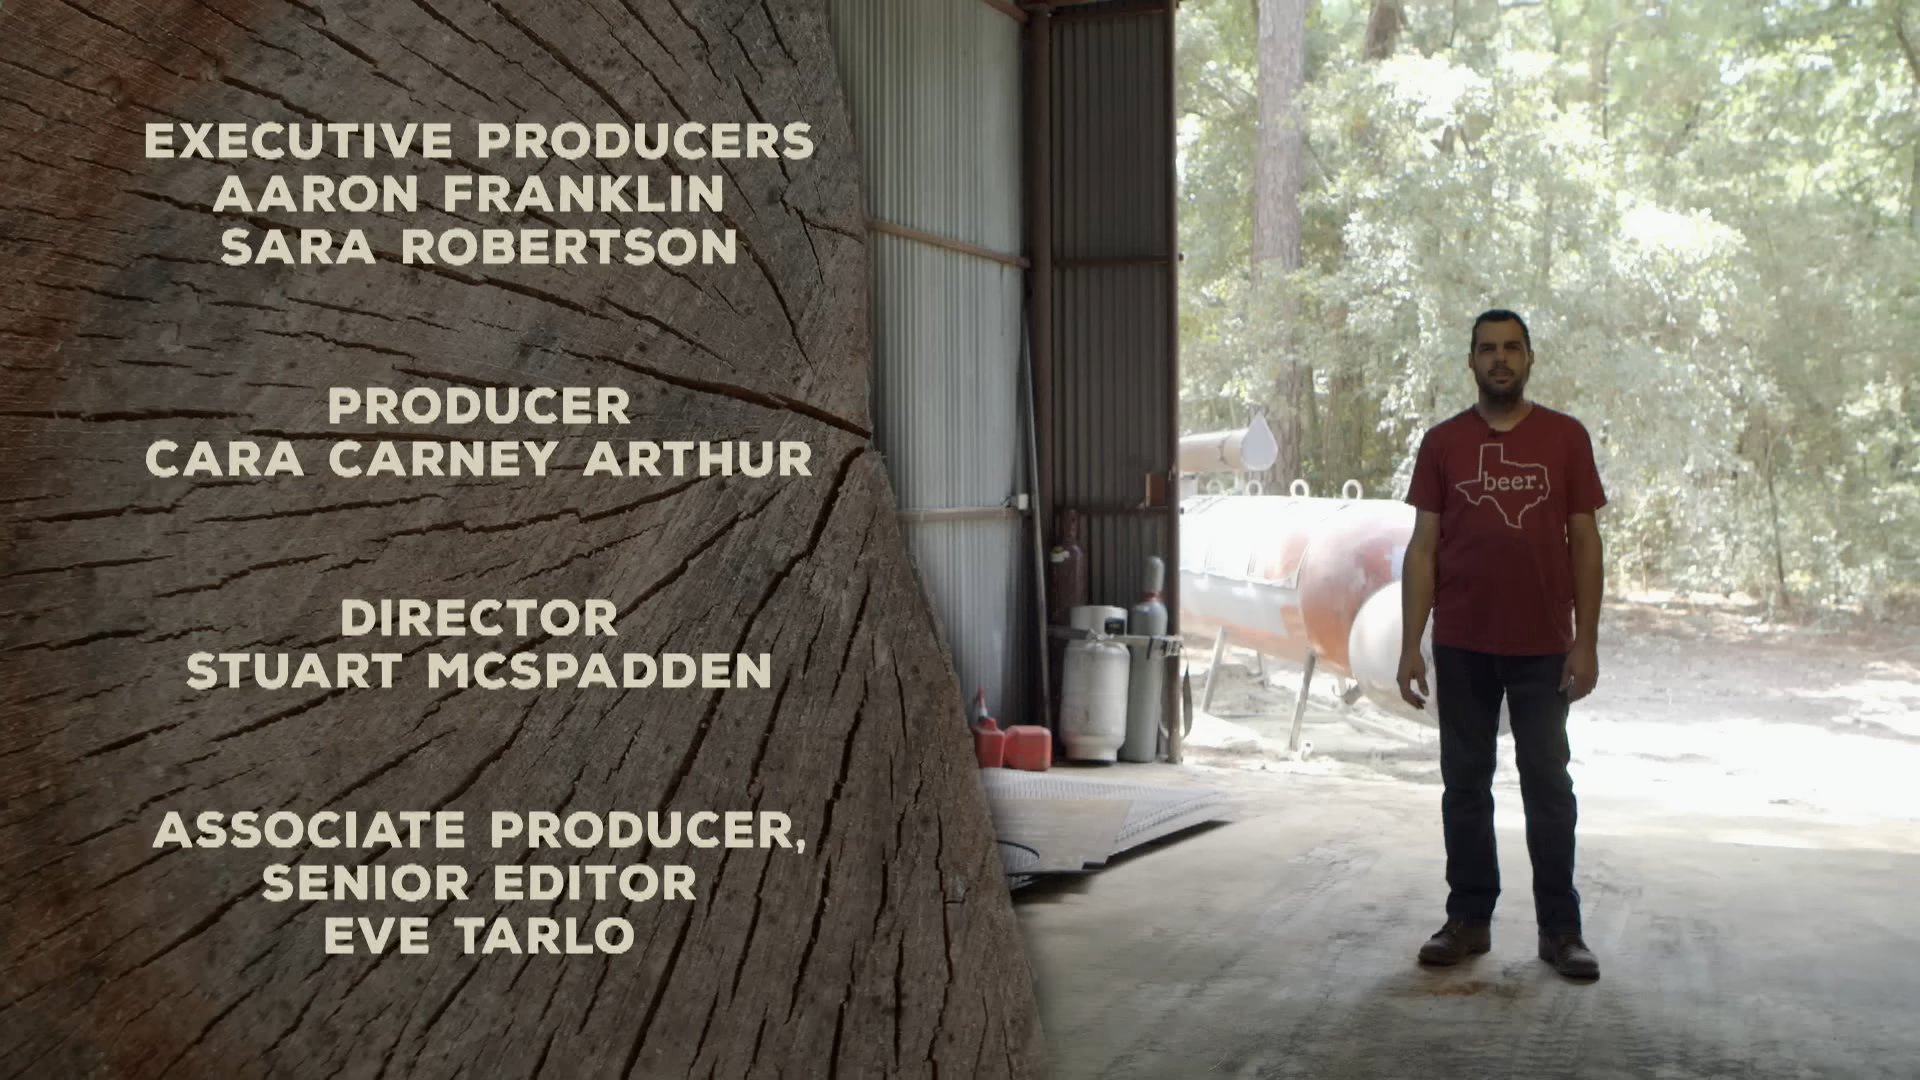 EXECUTIVE PRODUCERS
AARON FRANKLIN
SARA ROBERTSON
PRODUCER
CARA CARNEY ARTHUR
DIRECTOR
STUART MCSPADDEN
ASSOCIATE PRODUCER,
SENIOR EDITOR
EVE TARLO
beer.